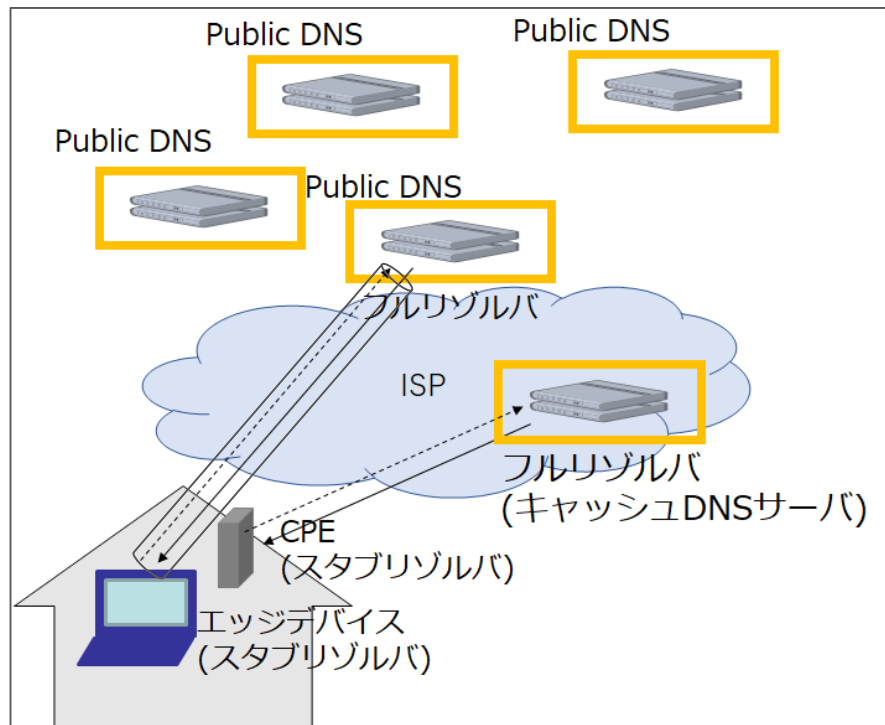 Public DNS
Public DNS
Public DNS
Public DNS
フルリゾルバ
ISP
フルリゾルバ
(キャッシュDNSサーバ)
CPE
(スタブリゾルバ)
エッジデバイス
(スタブリゾルバ)